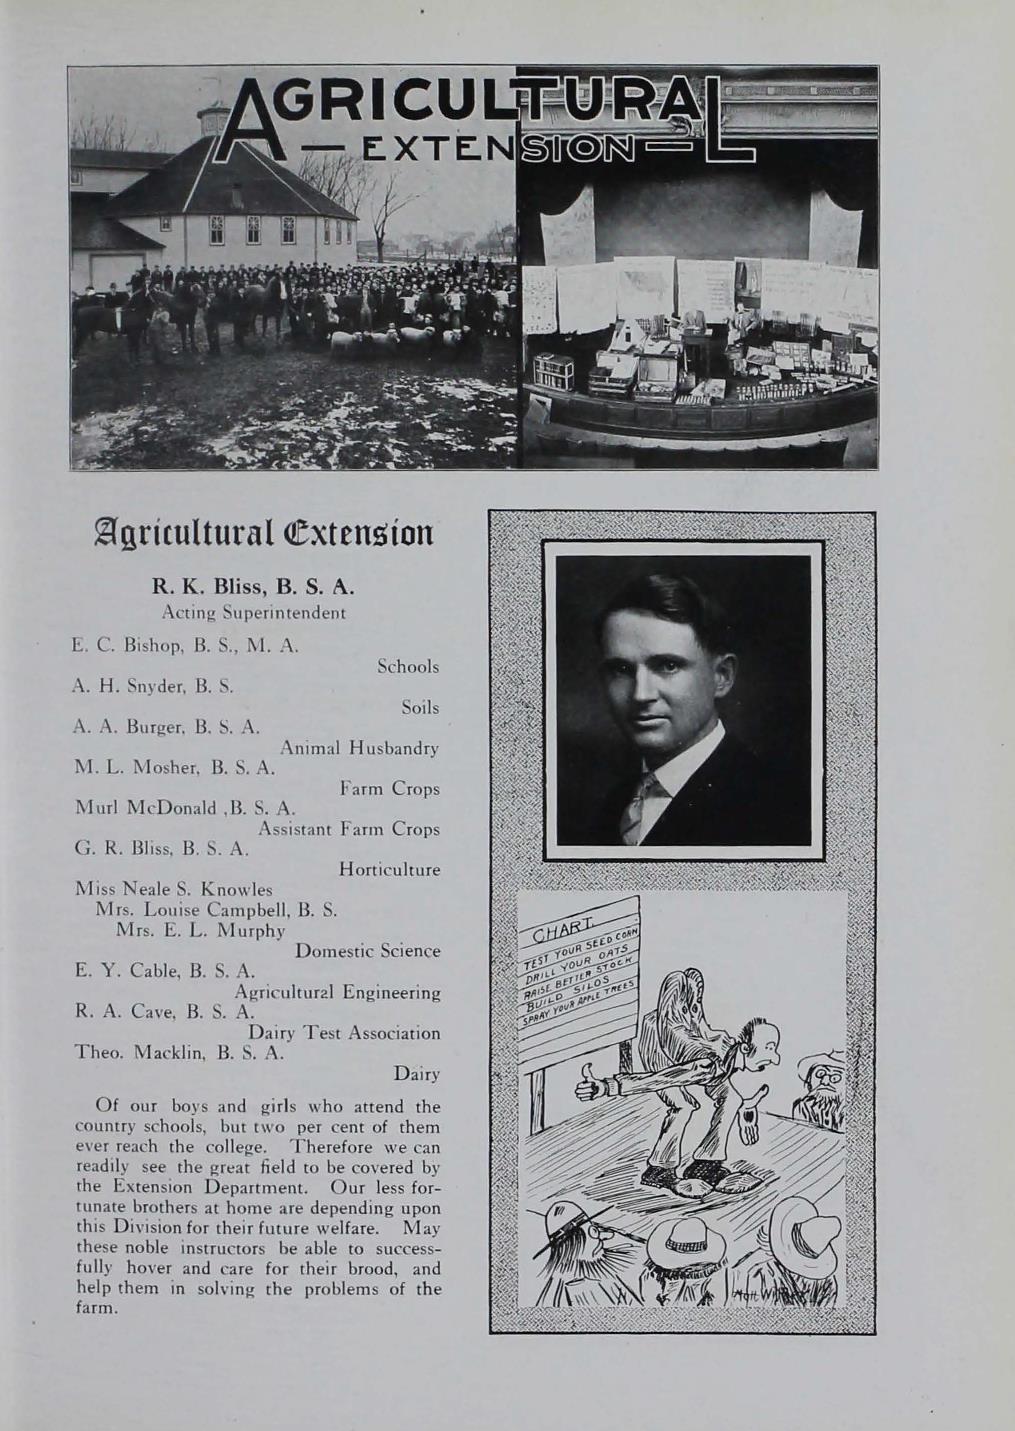 AGRICULTURAL
— EXTENSION —
Agricultural Extension
R. K. Bliss, B. S. A.
Acting Superintendent
E. C. Bishop, B. S., M. A.
Schools
A. H. Snyder, B. S.
Soils
A. A. Burger, B. S. A.
Animal Husbandry
M. L. Mosher, B. S. A.
Farm Crops
Murl McDonald ,B. S. A.
Assistant Farm Crops
G. R. Bliss, B. S. A.
Horticulture
Miss Neale S. Knowles
Mrs. Louise Campbell, B. S.
Mrs. E. L. Murphy
Domestic Science
E. Y. Cable, B. S. A.
Agricultural Engineering
R. A. Cave, B. S. A.
Dairy Test Association
Theo. Macklin, B. S. A.
Dairy
Of our boys and girls who attend the
country schools, but two per cent of them
ever reach the college. Therefore we can
readily see the great field to be covered by
the Extension Department. Our less for-
tunate brothers at home are depending upon
this Division for their future welfare. May
these noble instructors be able to success-
fully hover and care for their brood, and
help them in solving the problems of the
farm.
CHART.
TEST YOUR SEED CORN
DRILL YOUR OATS
RAISE BETTER STOCK
BUILD SILOS
SPRAY YOUR APPLE TREES